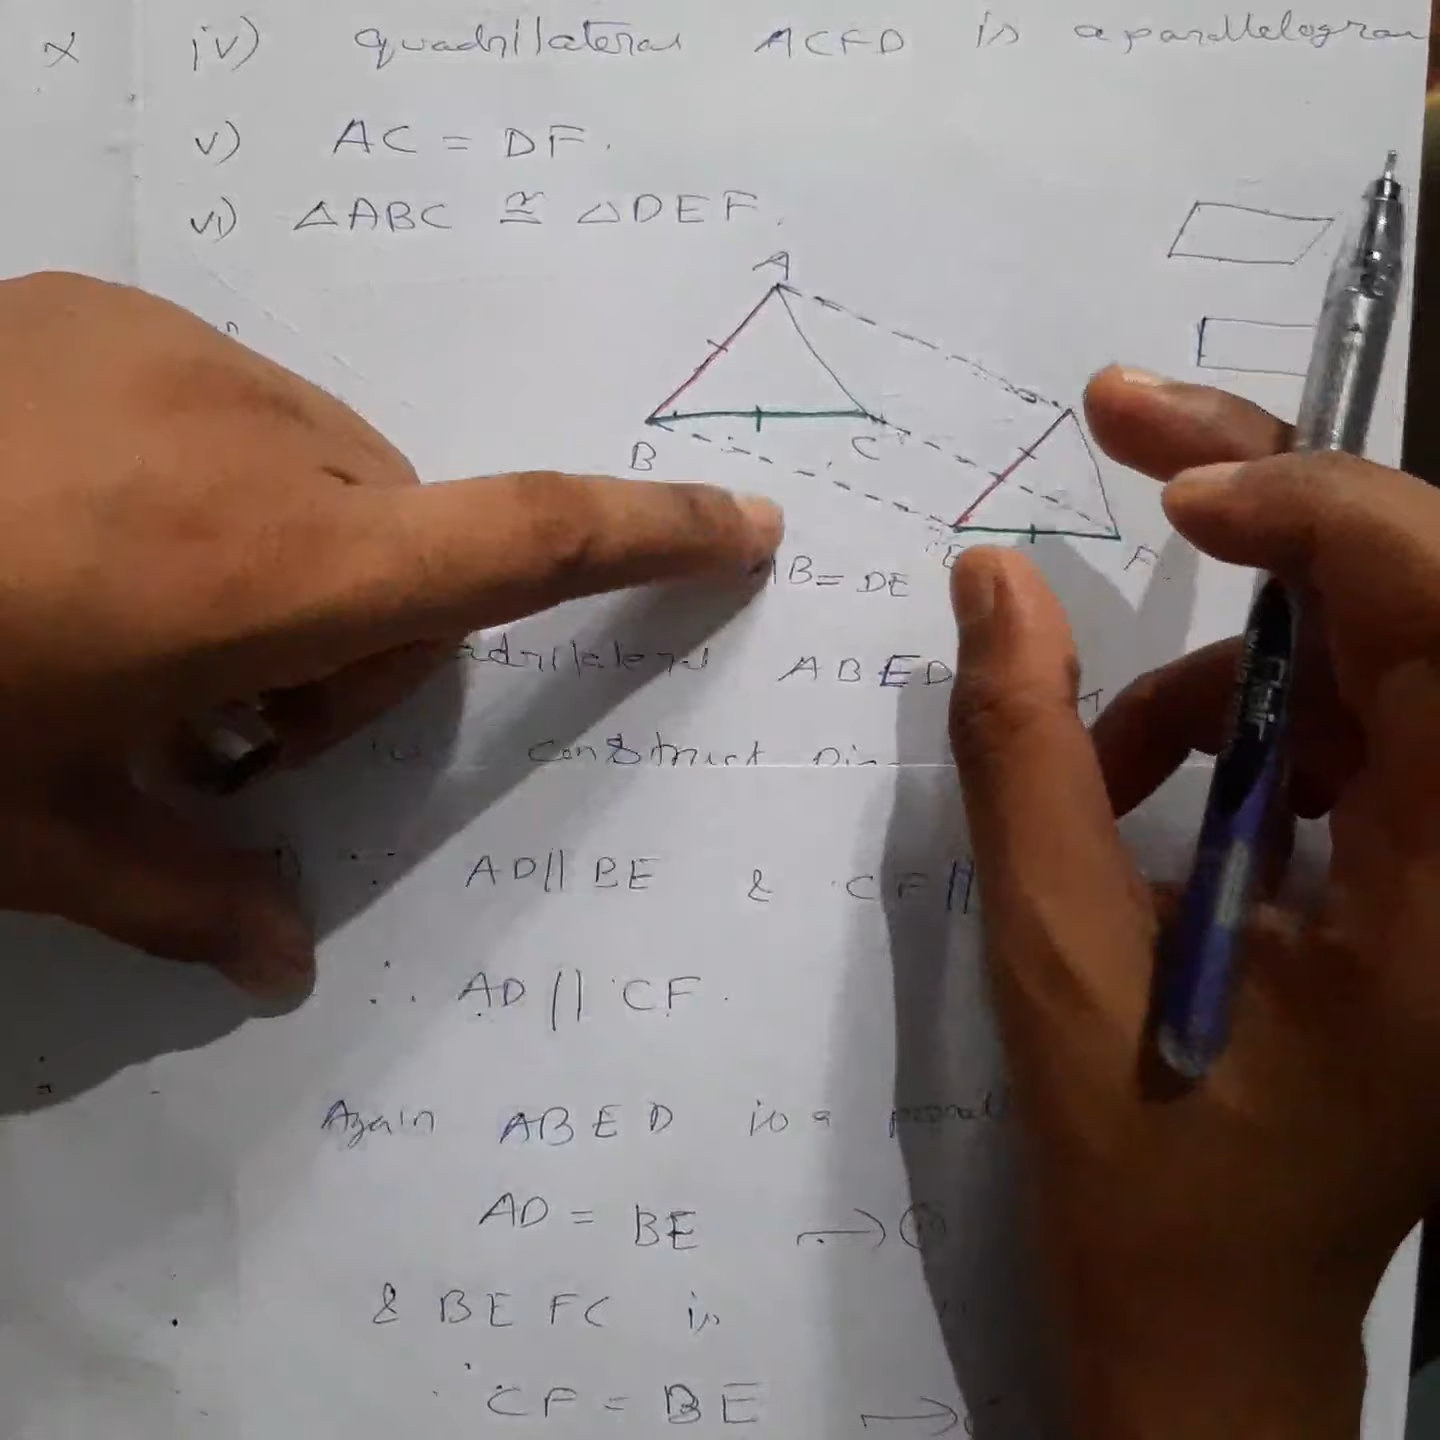 x iv) quadrilateral ACFD is a parallelogram
v) AC = DF.
vi) △ABC ≅ △DEF.
A
B
C
E
F
B = DE
ABED
construct
∵ AD || BE & CF ||
∴ AD || CF.
Again ABED is a
AD = BE →
& BEFC is "
CF = BE →